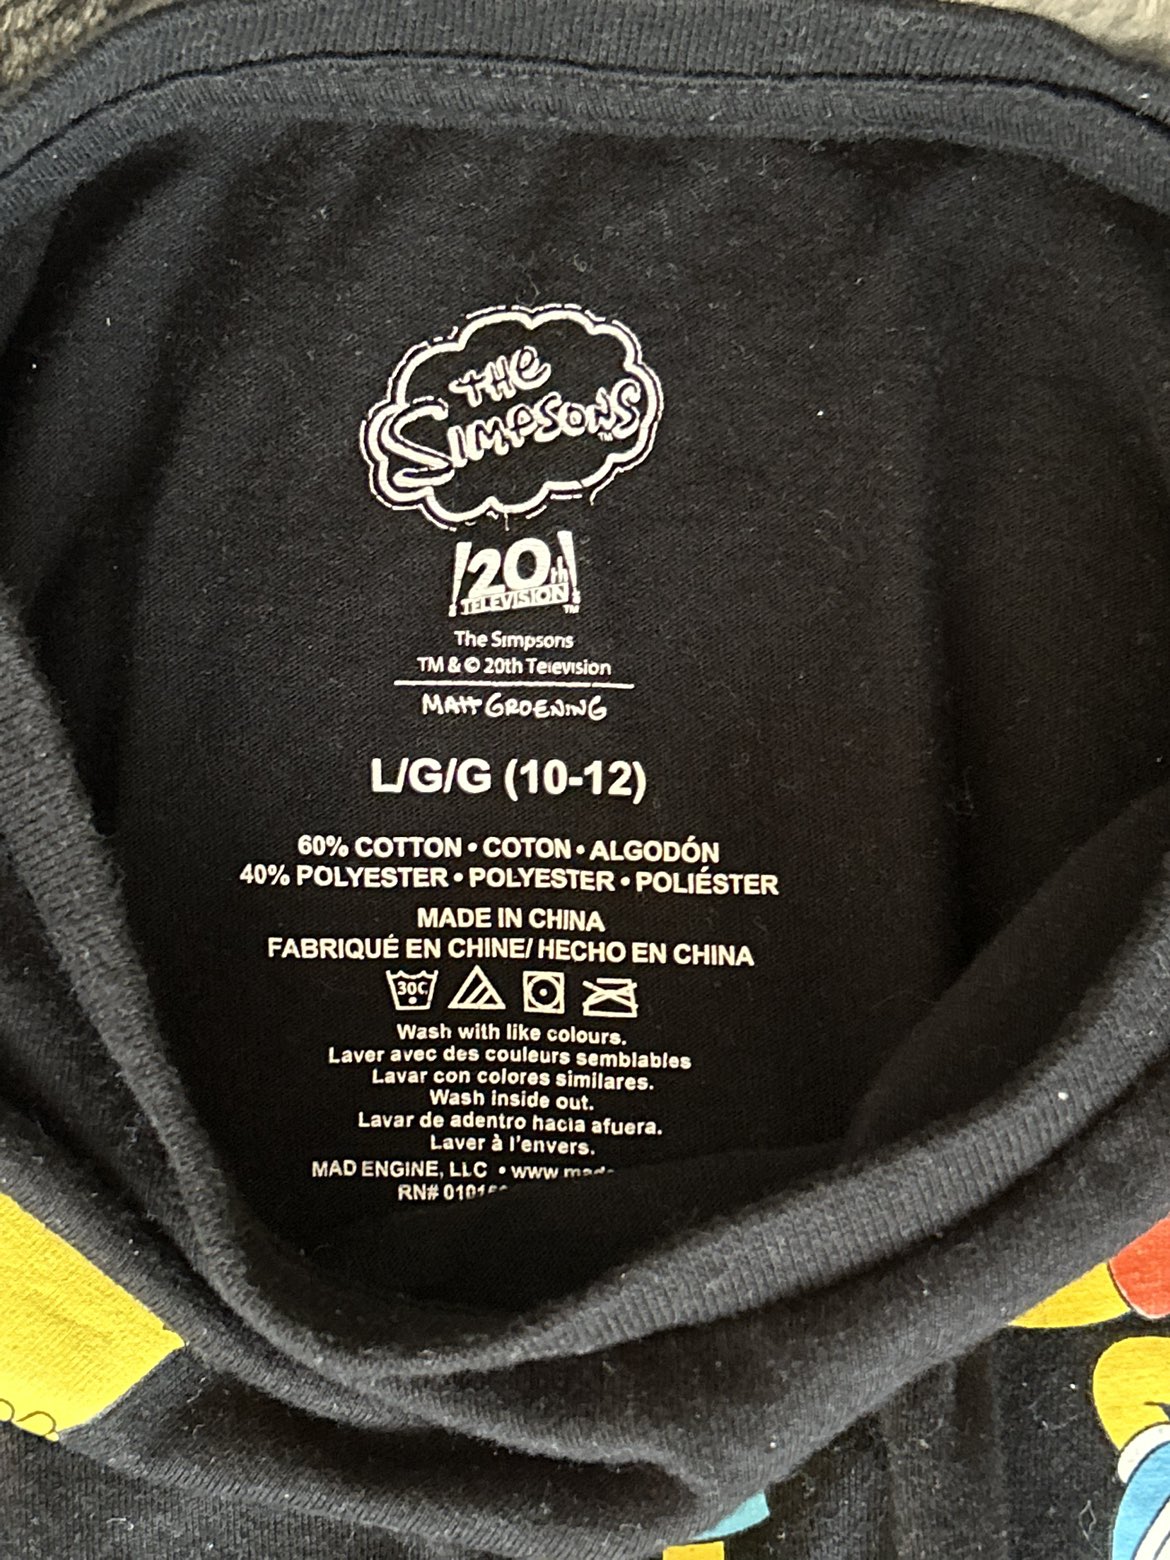 THE
SIMPSONS
TM
20th
TELEVISION
TM
The Simpsons
TM & © 20th Television
MATT GROENING
L/G/G (10-12)
60% COTTON • COTON • ALGODÓN
40% POLYESTER • POLYESTER • POLIÉSTER
MADE IN CHINA
FABRIQUÉ EN CHINE/ HECHO EN CHINA
30C
Wash with like colours.
Laver avec des couleurs semblables
Lavar con colores similares.
Wash inside out.
Lavar de adentro hacia afuera.
Laver à l'envers.
MAD ENGINE, LLC • www
RN#